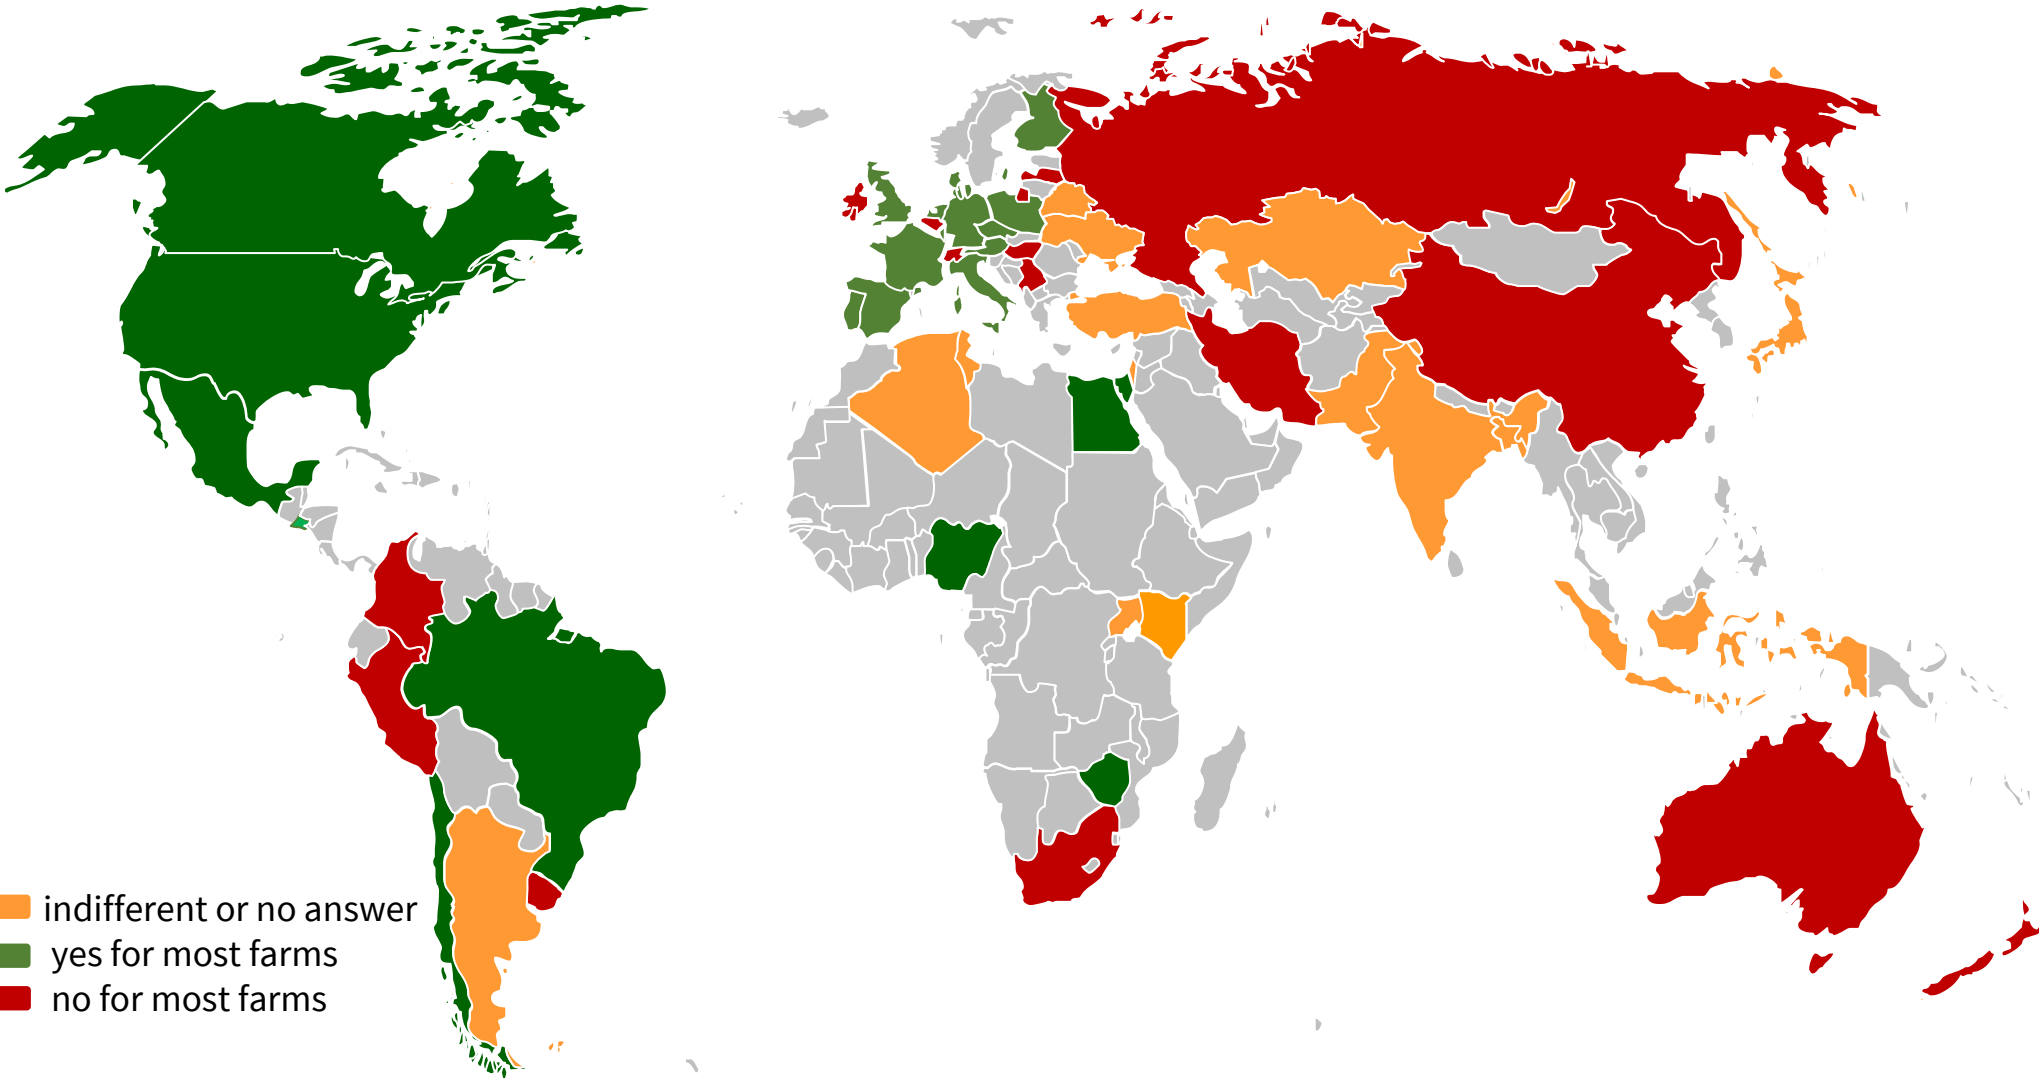 indifferent or no answer
yes for most farms
no for most farms